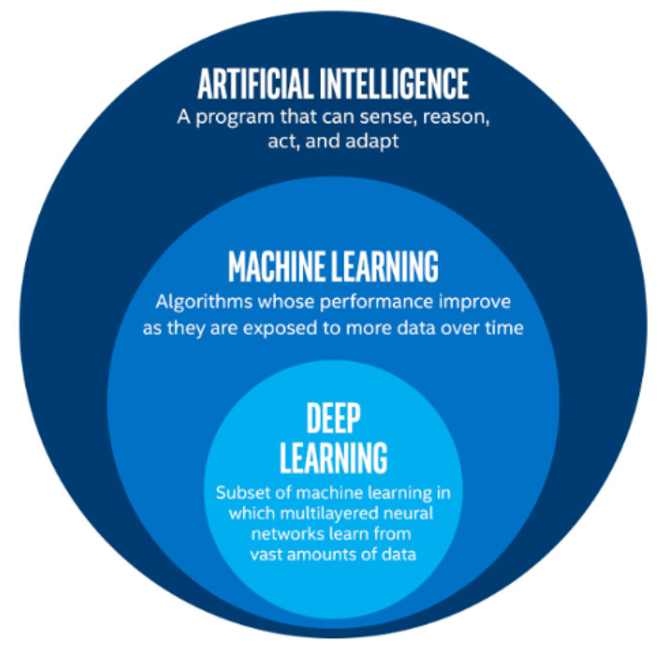 ARTIFICIAL INTELLIGENCE
A program that can sense, reason,
act, and adapt
MACHINE LEARNING
Algorithms whose performance improve
as they are exposed to more data over time
DEEP
LEARNING
Subset of machine learning in
which multilayered neural
networks learn from
vast amounts of data